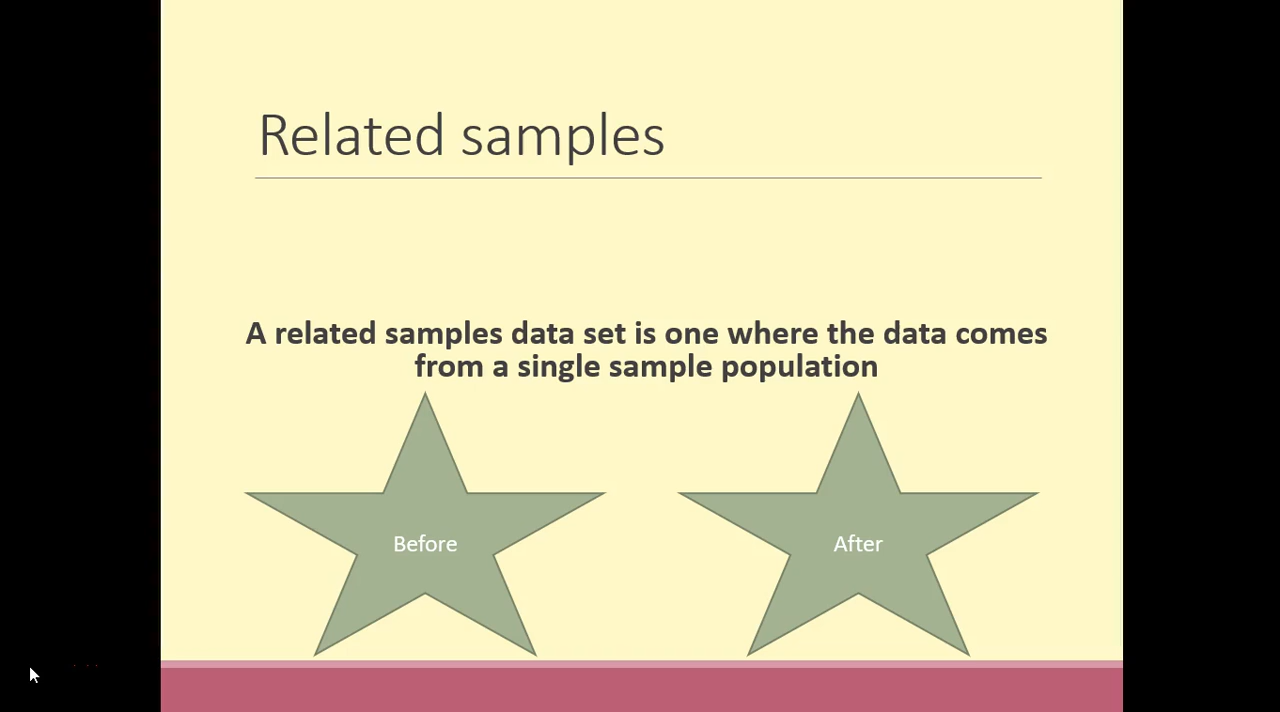 Related samples
A related samples data set is one where the data comes
from a single sample population
Before
After